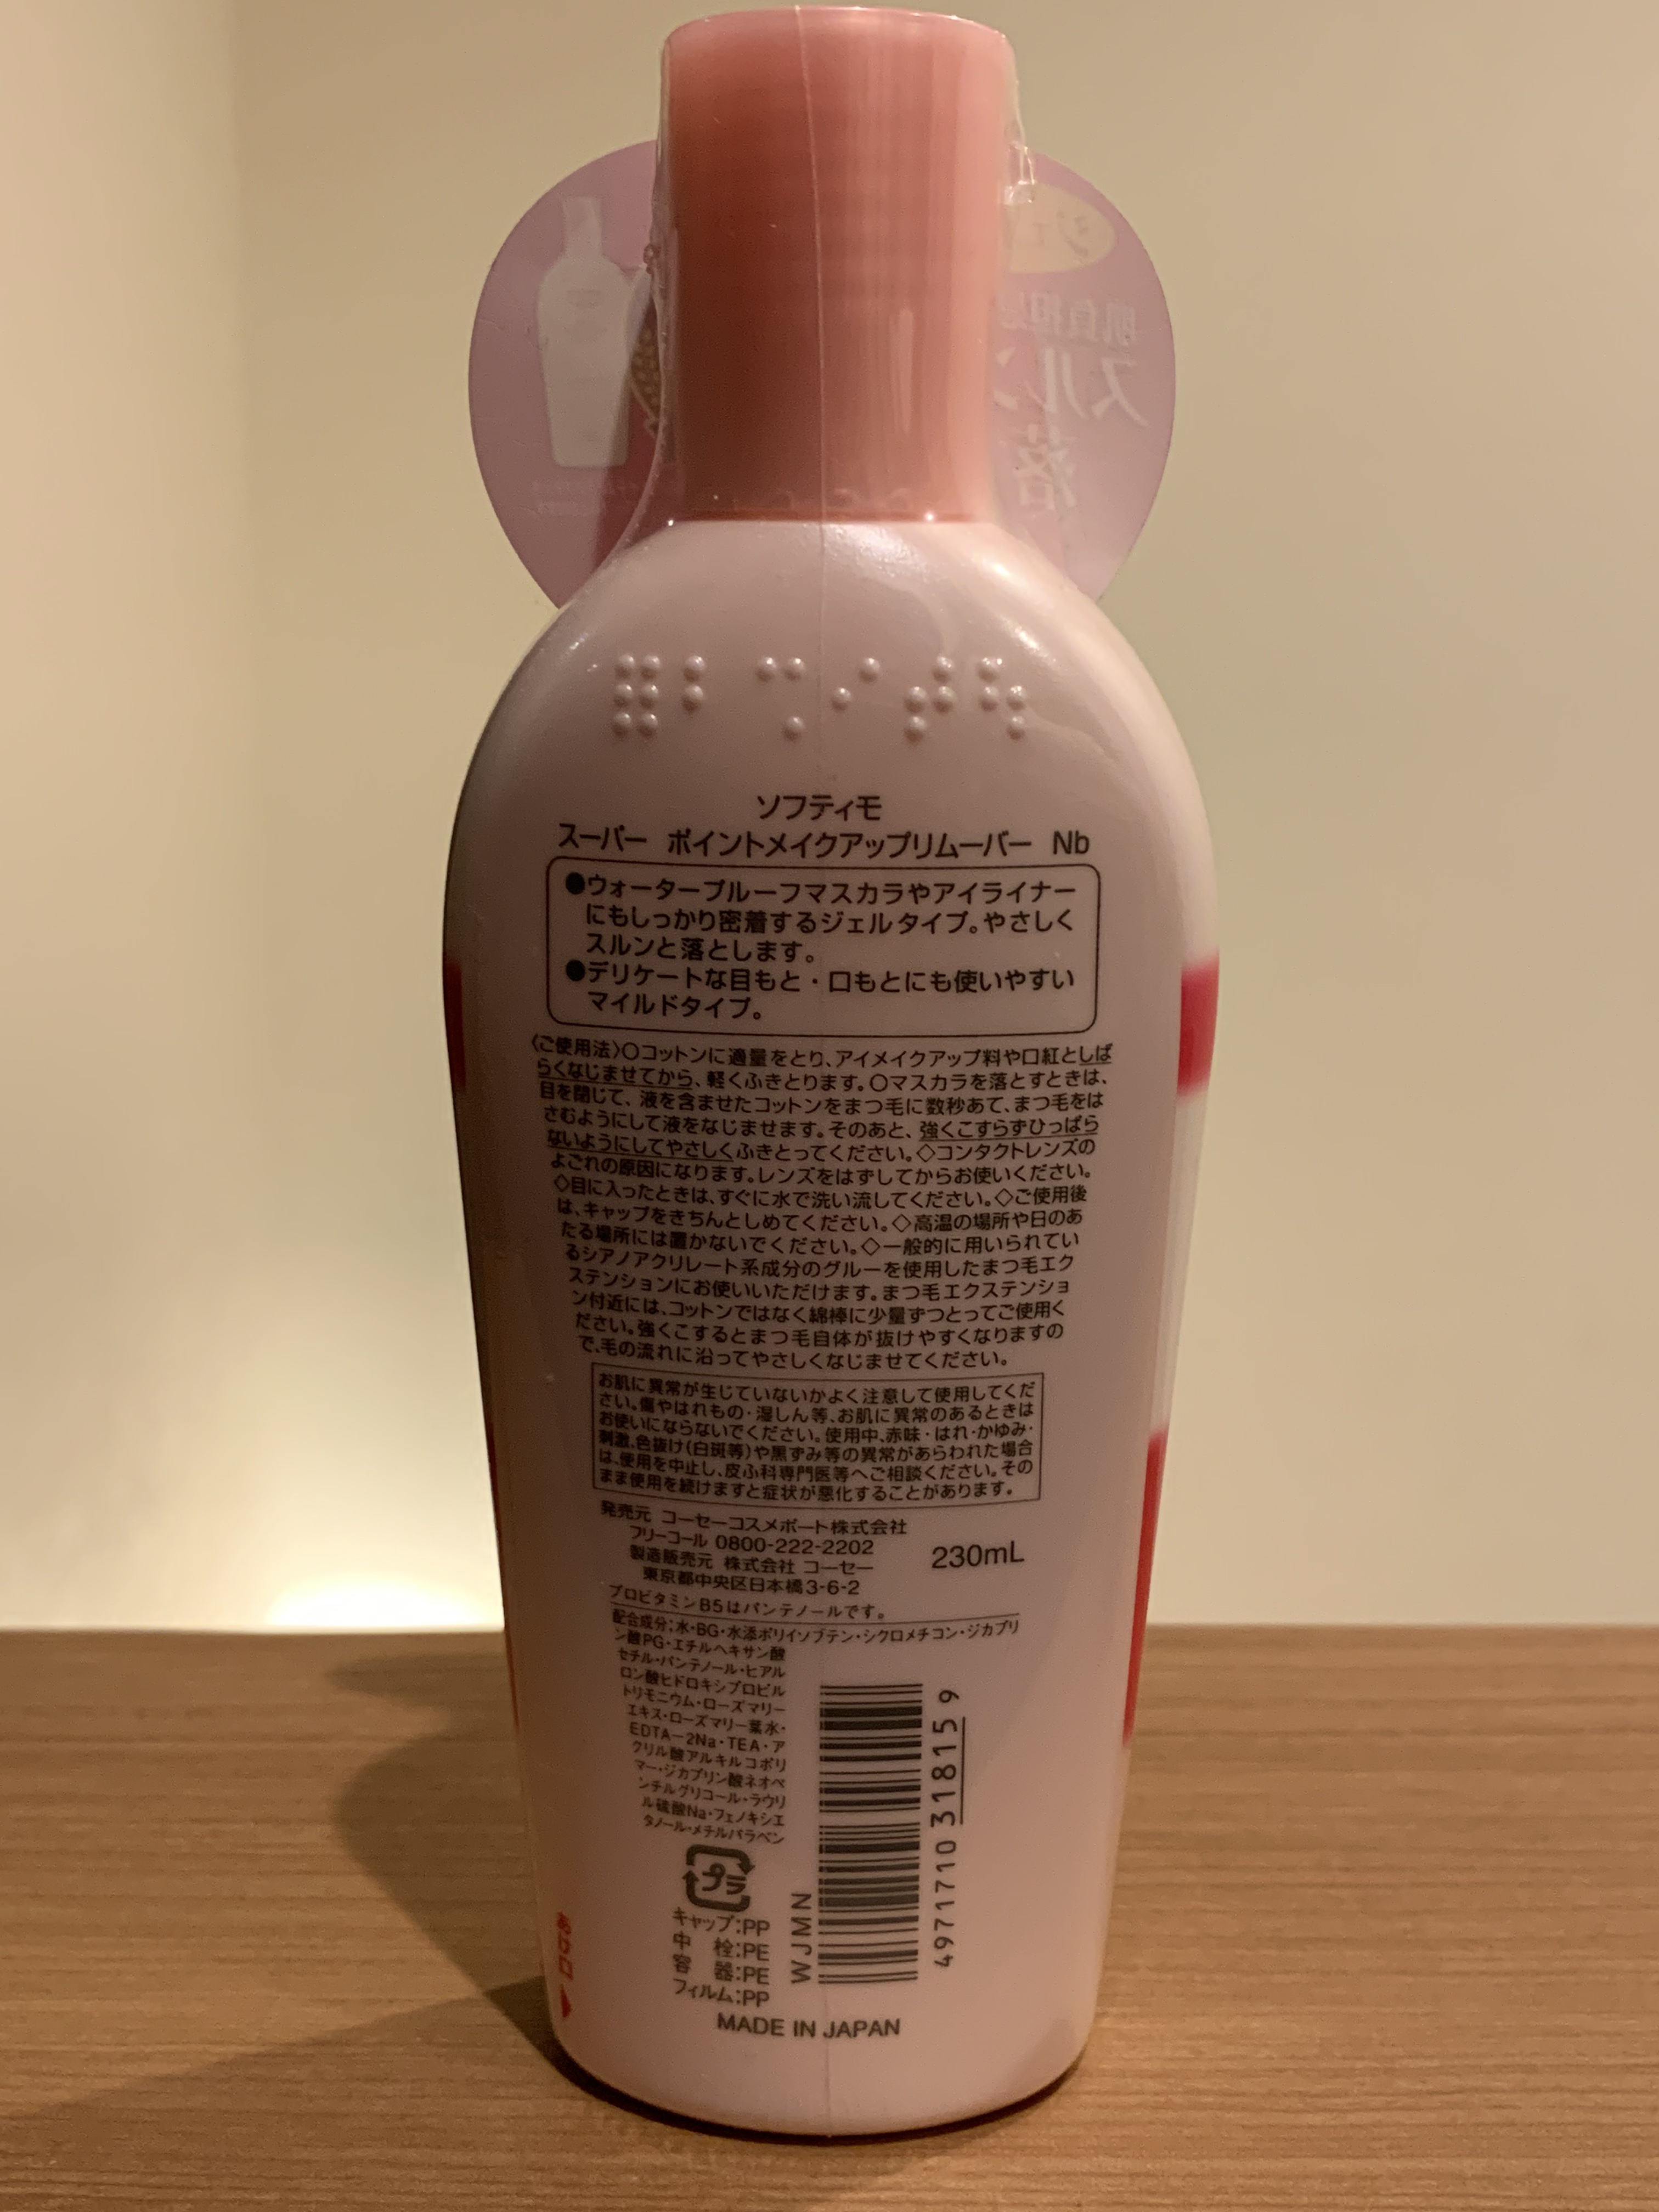 ジェ
肌負担
スルン
落
⠿⠃⠩⠊⠞⠳
ソフティモ
スーパー ポイントメイクアップリムーバー Nb
●ウォータープルーフマスカラやアイライナー
にもしっかり密着するジェルタイプ。やさしく
スルンと落とします。
●デリケートな目もと・口もとにも使いやすい
マイルドタイプ。
〈ご使用法〉○コットンに適量をとり、アイメイクアップ料や口紅としば
らくなじませてから、軽くふきとります。○マスカラを落とすときは、
目を閉じて、液を含ませたコットンをまつ毛に数秒あて、まつ毛をは
さむようにして液をなじませます。そのあと、強くこすらずひっぱら
ないようにしてやさしくふきとってください。◇コンタクトレンズの
よごれの原因になります。レンズをはずしてからお使いください。
◇目に入ったときは、すぐに水で洗い流してください。◇ご使用後
は、キャップをきちんとしめてください。◇高温の場所や日のあ
たる場所には置かないでください。◇一般的に用いられてい
るシアノアクリレート系成分のグルーを使用したまつ毛エク
ステンションにお使いいただけます。まつ毛エクステンショ
ン付近には、コットンではなく綿棒に少量ずつとってご使用く
ださい。強くこするとまつ毛自体が抜けやすくなりますの
で、毛の流れに沿ってやさしくなじませてください。
お肌に異常が生じていないかよく注意して使用してくだ
さい。傷やはれもの・湿しん等、お肌に異常のあるときは
お使いにならないでください。使用中、赤味・はれ・かゆみ・
刺激、色抜け(白斑等)や黒ずみ等の異常があらわれた場合
は、使用を中止し、皮ふ科専門医等へご相談ください。その
まま使用を続けますと症状が悪化することがあります。
発売元 コーセーコスメポート株式会社
フリーコール 0800-222-2202
製造販売元 株式会社 コーセー
東京都中央区日本橋3-6-2
230mL
プロビタミンB5はパンテノールです。
配合成分；水・BG・水添ポリイソブテン・シクロメチコン・ジカプリ
ン酸PG・エチルヘキサン酸
セチル・パンテノール・ヒアル
ロン酸ヒドロキシプロピル
トリモニウム・ローズマリー
エキス・ローズマリー葉水・
EDTA－2Na・TEA・ア
クリル酸アルキルコポリ
マー・ジカプリン酸ネオペ
ンチルグリコール・ラウリ
ル硫酸Na・フェノキシエ
タノール・メチルパラベン
プラ
キャップ:PP
中 栓:PE
容 器:PE
フィルム:PP
WJMN
4971710 318159
あけ口▶
MADE IN JAPAN